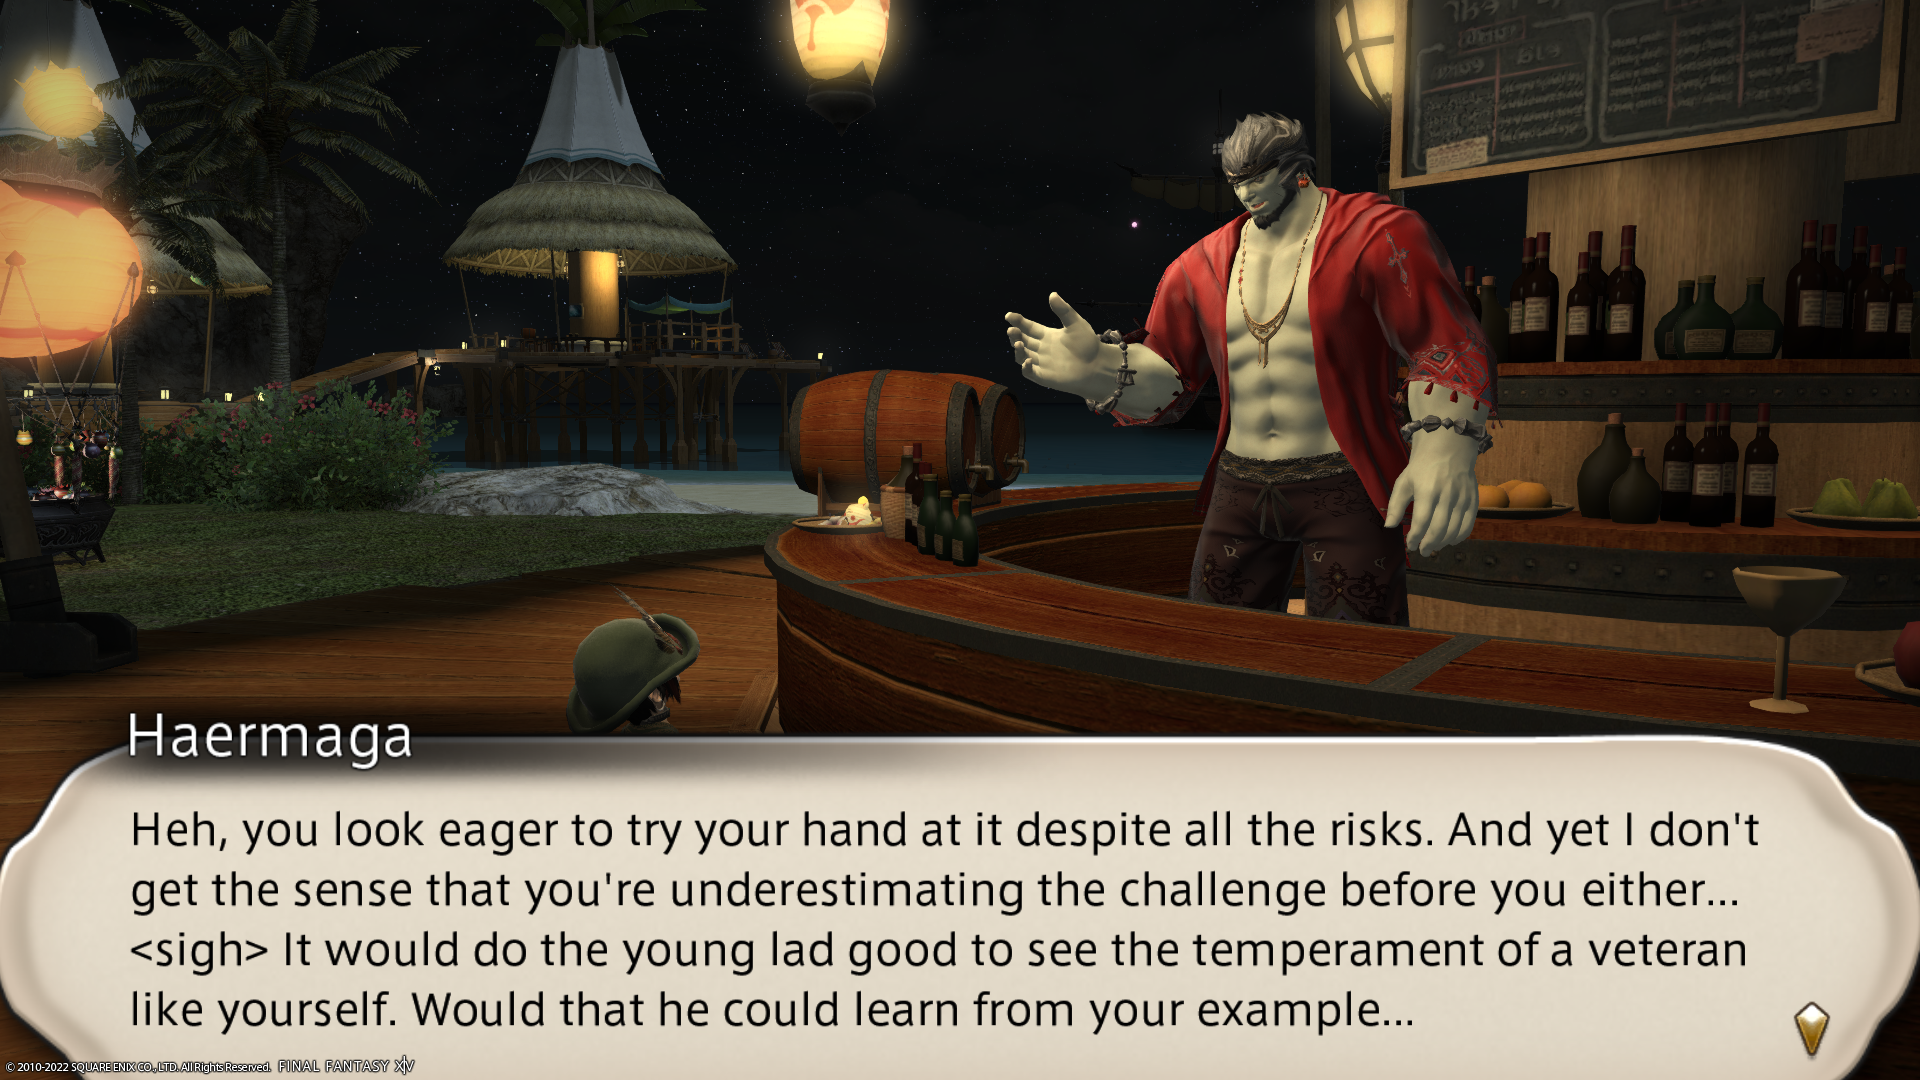 Haermaga
Heh, you look eager to try your hand at it despite all the risks. And yet I don't
get the sense that you're underestimating the challenge before you either...
<sigh> It would do the young lad good to see the temperament of a veteran
like yourself. Would that he could learn from your example...
© 2010-2022 SQUARE ENIX CO., LTD. All Rights Reserved. FINAL FANTASY XIV